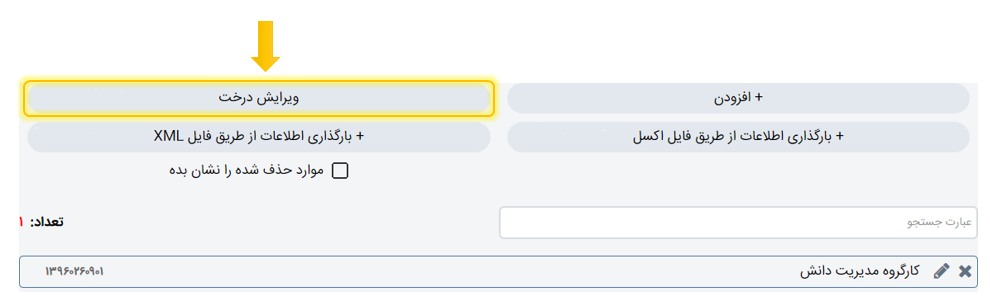 + افزودن
ویرایش درخت
+ بارگذاری اطلاعات از طریق فایل اکسل
+ بارگذاری اطلاعات از طریق فایل XML
موارد حذف شده را نشان بده
عبارت جستجو
تعداد: ۱
کارگروه مدیریت دانش
۱۳۹۶۰۲۶۰۹۰۱